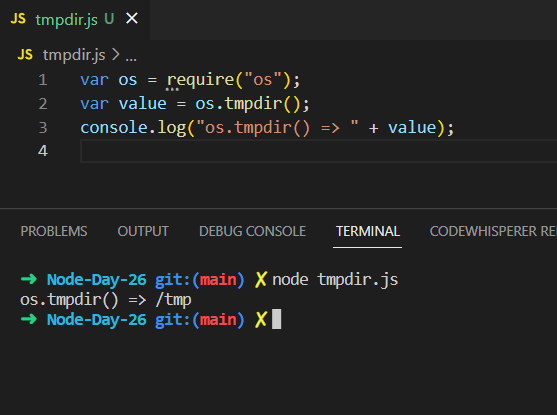 JS tmpdir.js U ✕
JS tmpdir.js > ...
1 var os = require("os");
2 var value = os.tmpdir();
3 console.log("os.tmpdir() => " + value);
4
PROBLEMS OUTPUT DEBUG CONSOLE TERMINAL CODEWHISPERER RE
➜ Node-Day-26 git:(main) ✗ node tmpdir.js
os.tmpdir() => /tmp
➜ Node-Day-26 git:(main) ✗